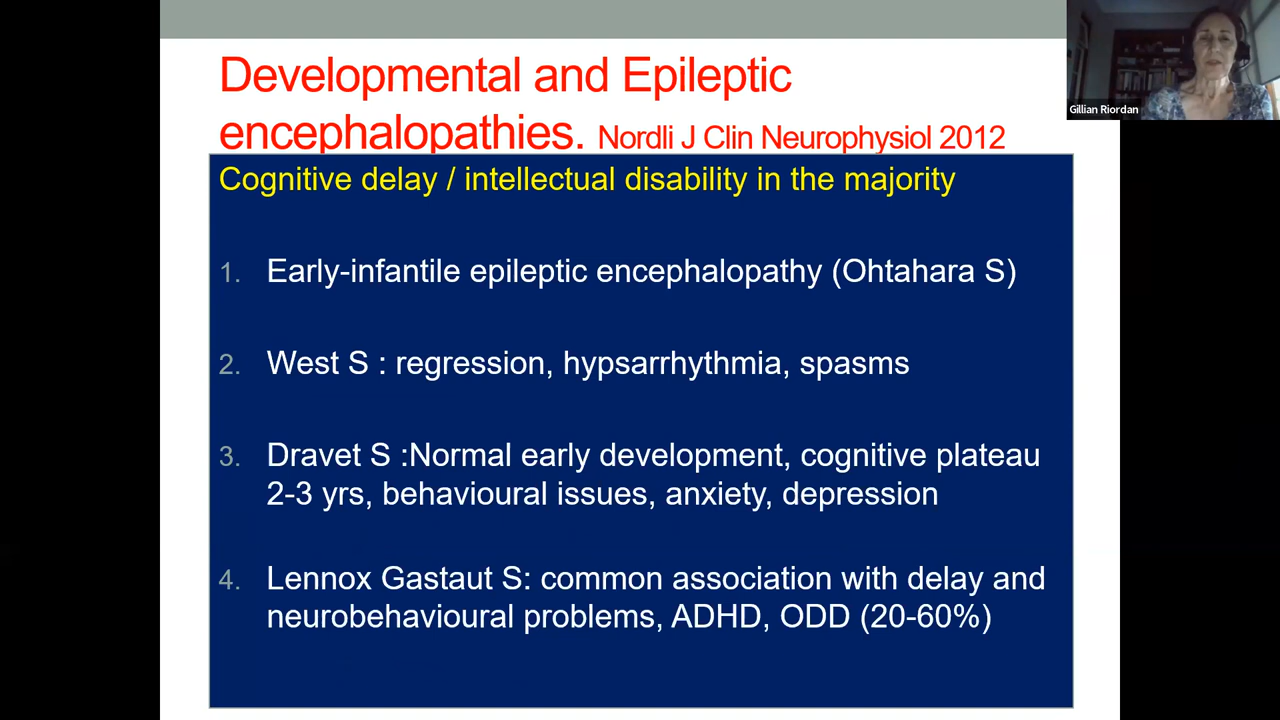 Developmental and Epileptic
encephalopathies. Nordli J Clin Neurophysiol 2012
Gillian Riordan
Cognitive delay / intellectual disability in the majority
1. Early-infantile epileptic encephalopathy (Ohtahara S)
2. West S : regression, hypsarrhythmia, spasms
3. Dravet S :Normal early development, cognitive plateau
2-3 yrs, behavioural issues, anxiety, depression
4. Lennox Gastaut S: common association with delay and
neurobehavioural problems, ADHD, ODD (20-60%)